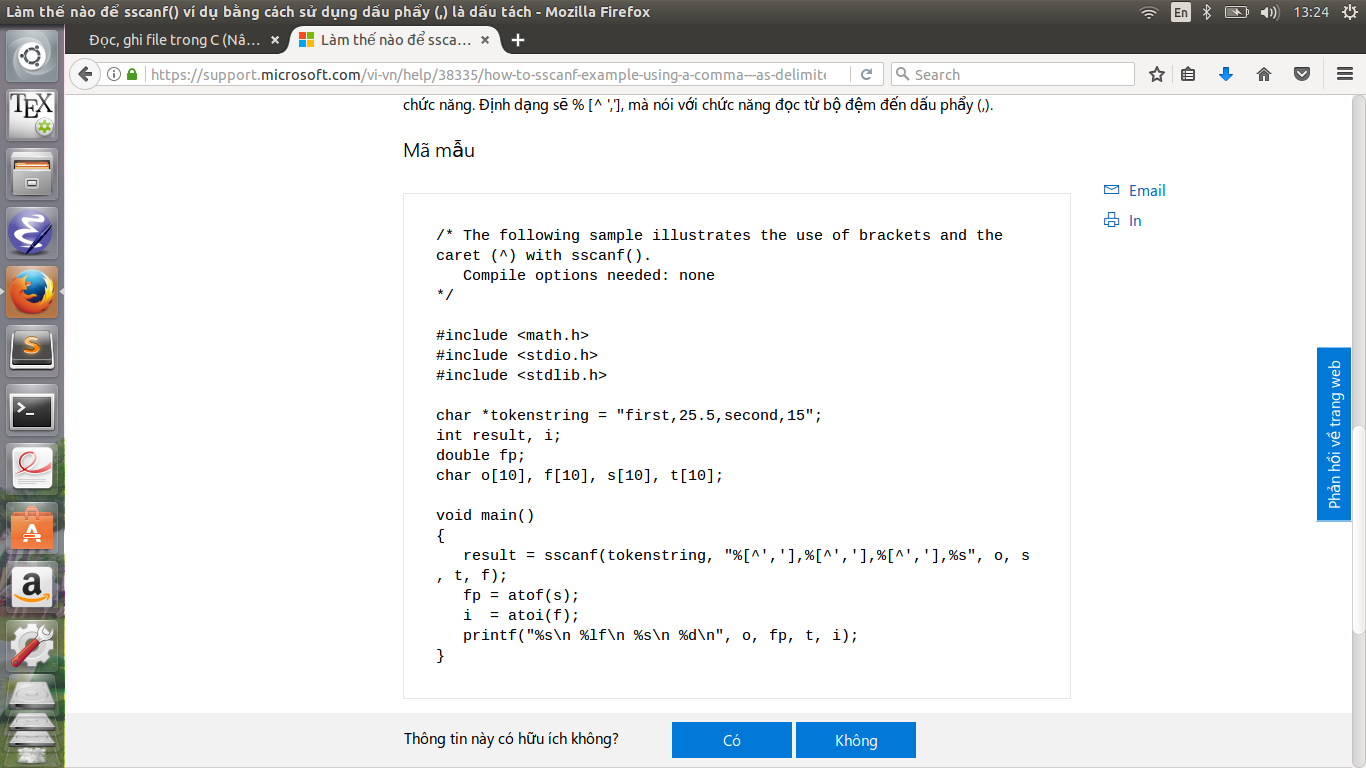 Làm thế nào để sscanf() ví dụ bằng cách sử dụng dấu phẩy (,) là dấu tách - Mozilla Firefox
En
13:24
Đọc, ghi file trong C (Nâ...
Làm thế nào để ssca...
https://support.microsoft.com/vi-vn/help/38335/how-to-sscanf-example-using-a-comma---as-delimite
Search
chức năng. Định dạng sẽ % [^ ','], mà nói với chức năng đọc từ bộ đệm đến dấu phẩy (,).
Mã mẫu
Email
In
/* The following sample illustrates the use of brackets and the
caret (^) with sscanf().
   Compile options needed: none
*/
#include <math.h>
#include <stdio.h>
#include <stdlib.h>
char *tokenstring = "first,25.5,second,15";
int result, i;
double fp;
char o[10], f[10], s[10], t[10];
void main()
{
   result = sscanf(tokenstring, "%[^','],%[^','],%[^','],%s", o, s
, t, f);
   fp = atof(s);
   i  = atoi(f);
   printf("%s\n %lf\n %s\n %d\n", o, fp, t, i);
}
Phản hồi về trang web
Thông tin này có hữu ích không?
Có
Không
TEX